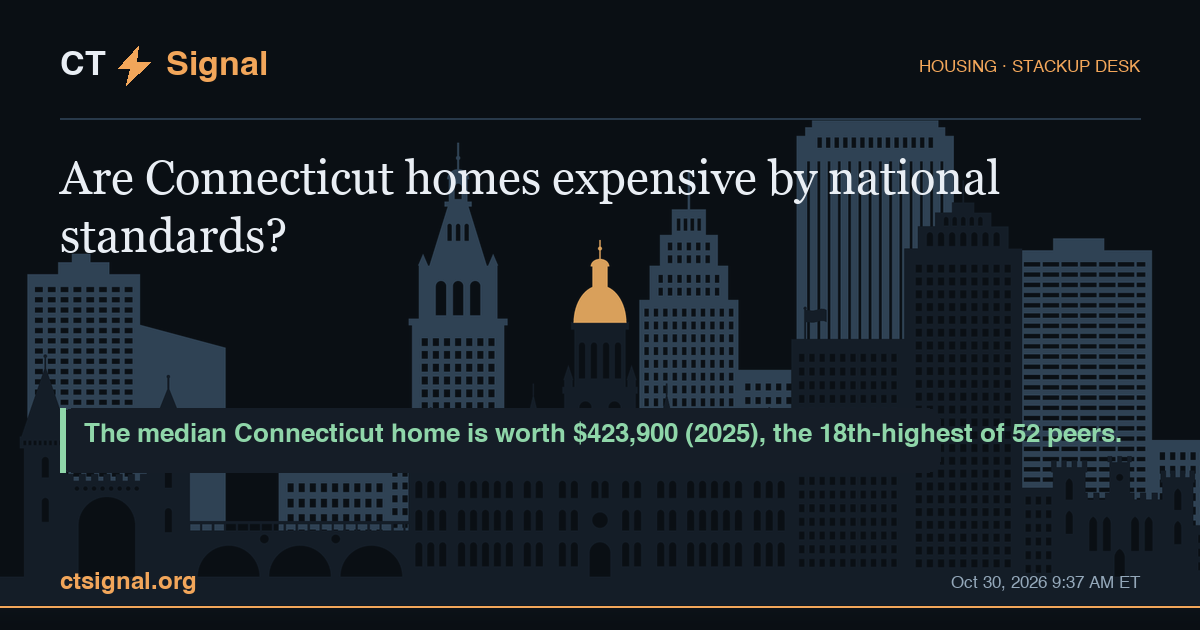 CT Signal
HOUSING · STACKUP DESK
Are Connecticut homes expensive by national
standards?
The median Connecticut home is worth $423,900 (2025), the 18th-highest of 52 peers.
ctsignal.org
Oct 30, 2026 9:37 AM ET